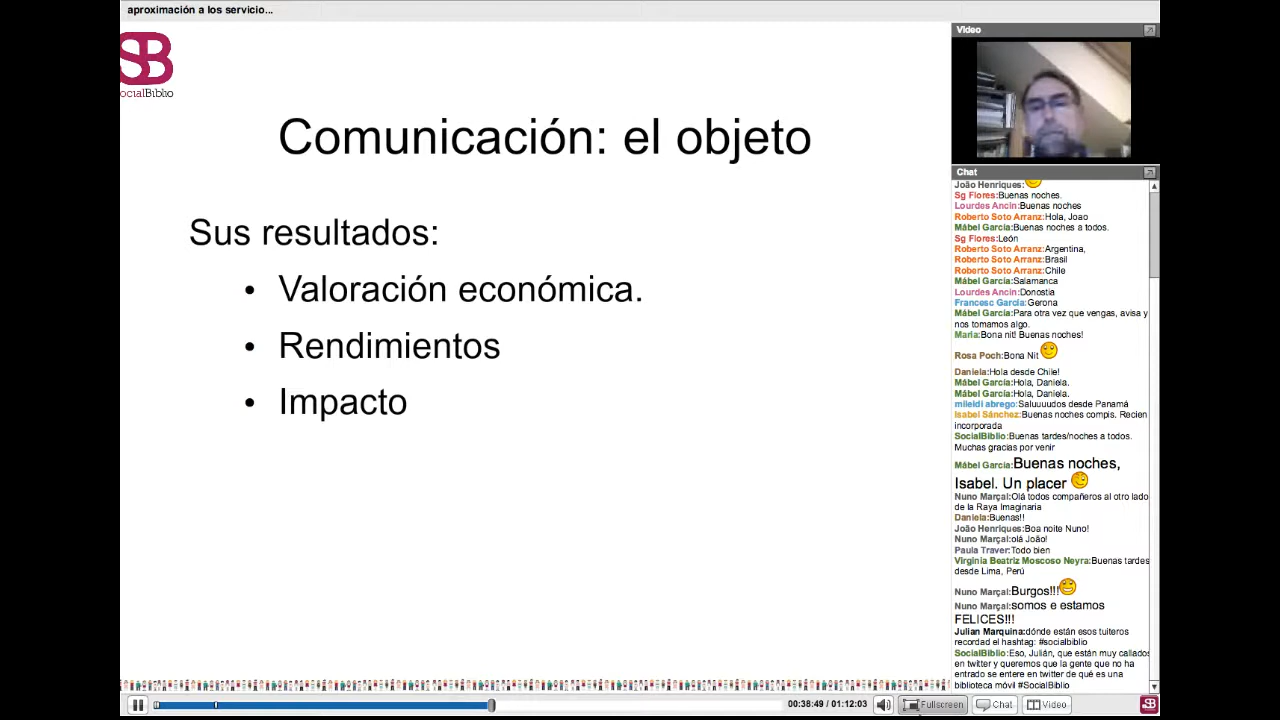 aproximación a los servicio...
SB
ocialBiblio
Comunicación: el objeto
Sus resultados:
• Valoración económica.
• Rendimientos
• Impacto
Video
Chat
João Henriques:
Sg Flores:Buenas noches.
Lourdes Ancin:Buenas noches
Roberto Soto Arranz:Hola, Joao
Mábel García:Buenas noches a todos.
Sg Flores:León
Roberto Soto Arranz:Argentina,
Roberto Soto Arranz:Brasil
Roberto Soto Arranz:Chile
Mábel García:Salamanca
Lourdes Ancin:Donostia
Francesc García:Gerona
Mábel García:Para otra vez que vengas, avisa y
nos tomamos algo.
Maria:Bona nit! Buenas noches!
Rosa Poch:Bona Nit
Daniela:Hola desde Chile!
Mábel García:Hola, Daniela.
Mábel García:Hola, Daniela.
mileidi abrego:Saluuuudos desde Panamá
Isabel Sánchez:Buenas noches compis. Recien
incorporada
SocialBiblio:Buenas tardes/noches a todos.
Muchas gracias por venir
Mábel García:Buenas noches,
Isabel. Un placer
Nuno Marçal:Olá todos compañeros al otro lado
de la Raya Imaginaria
Daniela:Buenas!!
João Henriques:Boa noite Nuno!
Nuno Marçal:olá João!
Paula Traver:Todo bien
Virginia Beatriz Moscoso Neyra:Buenas tardes
desde Lima, Perú
Nuno Marçal:Burgos!!!
Nuno Marçal:somos e estamos
FELICES!!!
Julian Marquina:dónde están esos tuiteros
recordad el hashtag: #socialbiblio
SocialBiblio:Eso, Julián, que están muy callados
en twitter y queremos que la gente que no ha
entrado se entere en twitter de qué es una
biblioteca móvil #SocialBiblio
00:38:49 / 01:12:03
Fullscreen
Chat
Video
SB